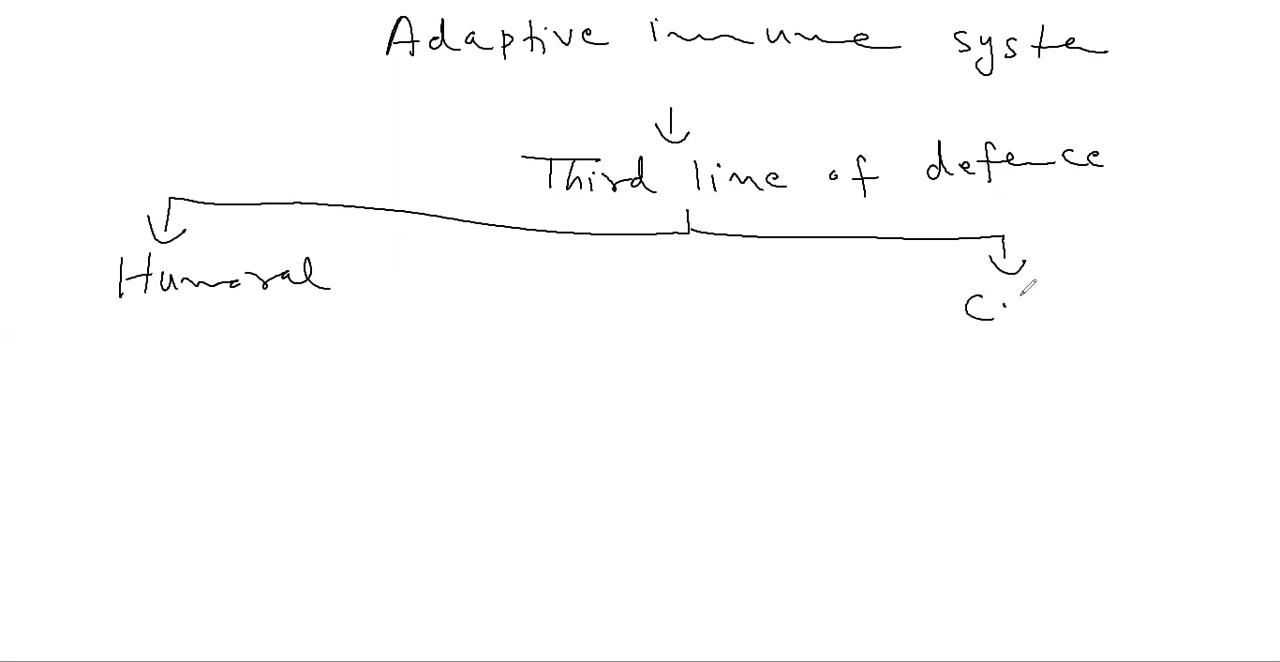 Adaptive immune system
Third line of defence
Humoral
C